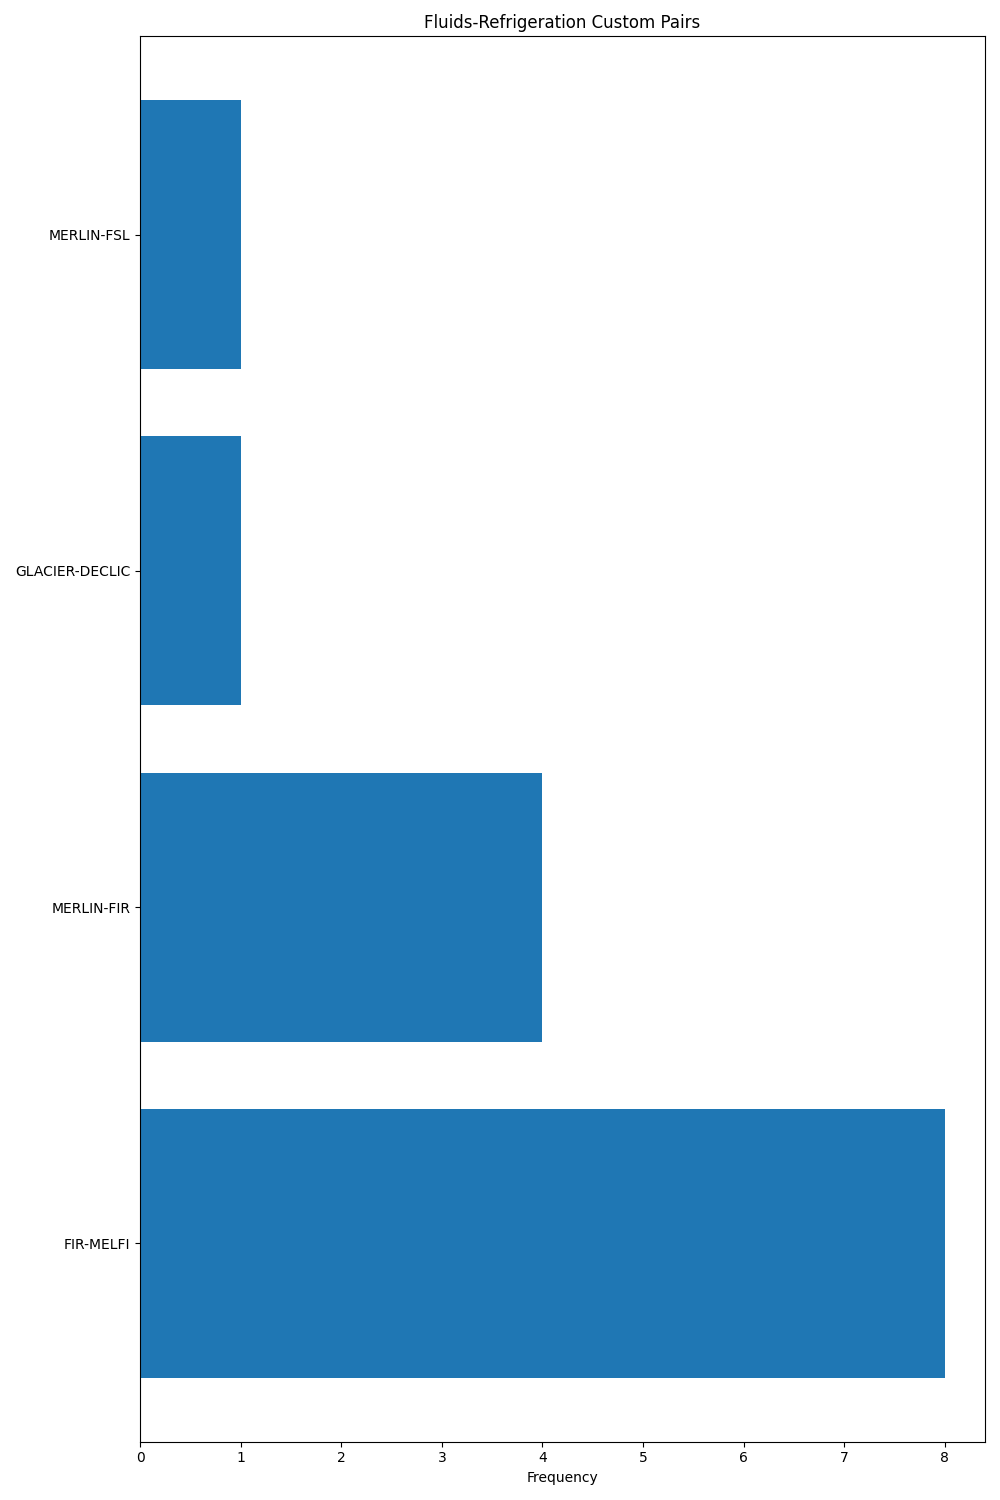 Fluids-Refrigeration Custom Pairs
MERLIN-FSL
GLACIER-DECLIC
MERLIN-FIR
FIR-MELFI
0 1 2 3 4 5 6 7 8
Frequency